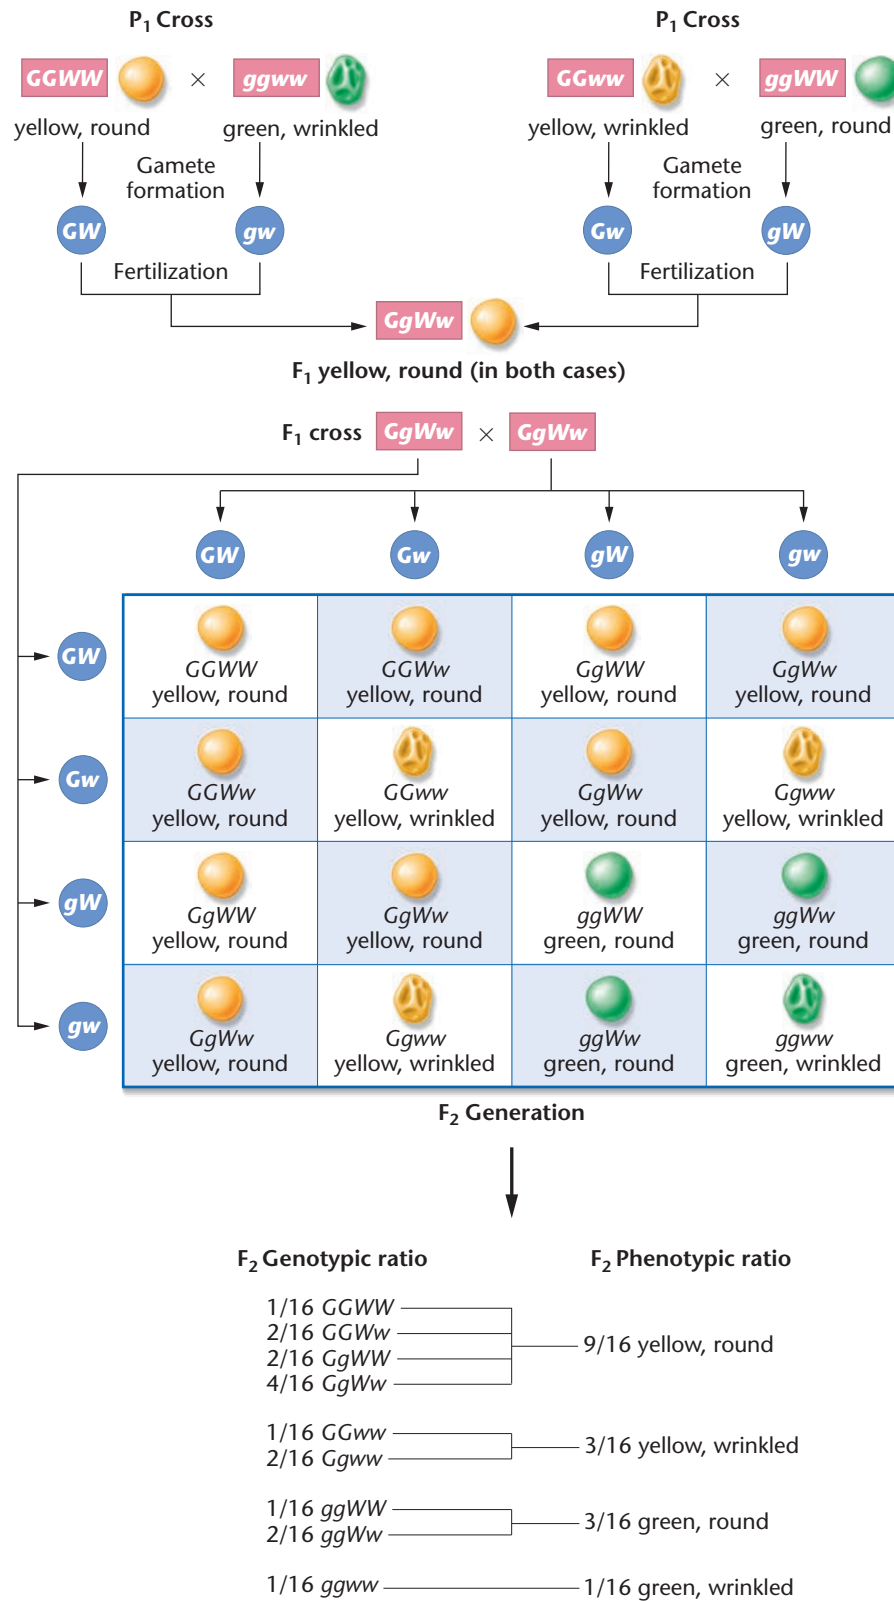 P1 Cross
P1 Cross
GGWW × ggww
GGww × ggWW
yellow, round green, wrinkled
yellow, wrinkled green, round
Gamete
formation
Gamete
formation
GW gw
Gw gW
Fertilization
Fertilization
GgWw
F1 yellow, round (in both cases)
F1 cross GgWw × GgWw
GW Gw gW gw
GW
GGWW GGWw GgWW GgWw
yellow, round yellow, round yellow, round yellow, round
Gw
GGWw GGww GgWw Ggww
yellow, round yellow, wrinkled yellow, round yellow, wrinkled
gW
GgWW GgWw ggWW ggWw
yellow, round yellow, round green, round green, round
gw
GgWw Ggww ggWw ggww
yellow, round yellow, wrinkled green, round green, wrinkled
F2 Generation
F2 Genotypic ratio F2 Phenotypic ratio
1/16 GGWW
2/16 GGWw
9/16 yellow, round
2/16 GgWW
4/16 GgWw
1/16 GGww
3/16 yellow, wrinkled
2/16 Ggww
1/16 ggWW
3/16 green, round
2/16 ggWw
1/16 ggww 1/16 green, wrinkled